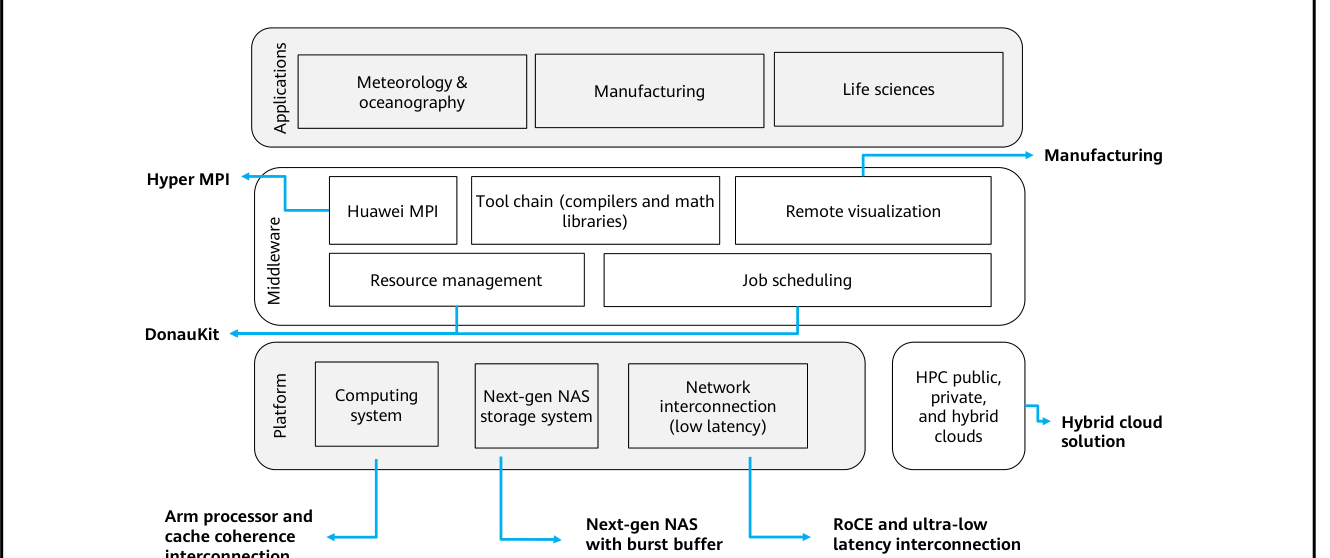 Applications
Meteorology &
oceanography
Manufacturing
Life sciences
Manufacturing
Hyper MPI
Middleware
Huawei MPI
Tool chain (compilers and math
libraries)
Remote visualization
Resource management
Job scheduling
DonauKit
Platform
Computing
system
Next-gen NAS
storage system
Network
interconnection
(low latency)
HPC public,
private,
and hybrid
clouds
Hybrid cloud
solution
Arm processor and
cache coherence
interconnection
Next-gen NAS
with burst buffer
RoCE and ultra-low
latency interconnection